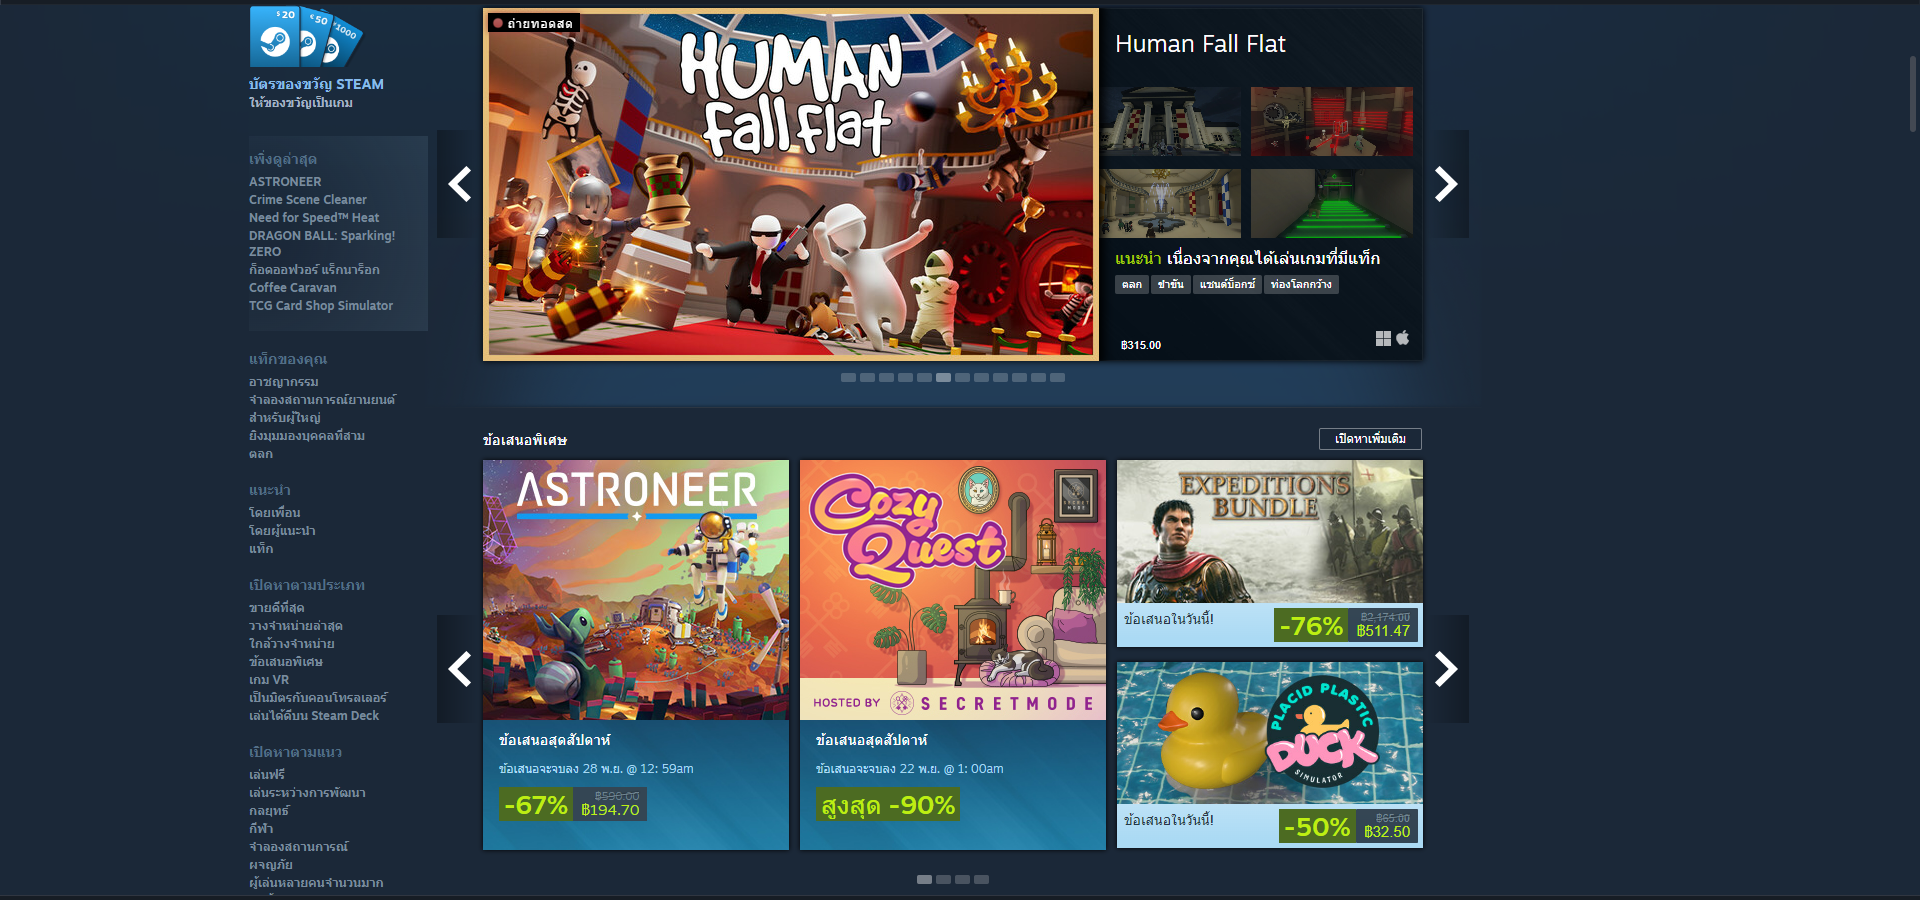 $ 20
€ 50
1000
บัตรของขวัญ STEAM
ให้ของขวัญเป็นเกม
เพิ่งดูล่าสุด
ASTRONEER
Crime Scene Cleaner
Need for Speed™ Heat
DRAGON BALL: Sparking!
ZERO
ก็อดออฟวอร์ แร็กนาร็อก
Coffee Caravan
TCG Card Shop Simulator
แท็กของคุณ
อาชญากรรม
จำลองสถานการณ์ยานยนต์
สำหรับผู้ใหญ่
ยิงมุมมองบุคคลที่สาม
ตลก
แนะนำ
โดยเพื่อน
โดยผู้แนะนำ
แท็ก
เปิดหาตามประเภท
ขายดีที่สุด
วางจำหน่ายล่าสุด
ใกล้วางจำหน่าย
ข้อเสนอพิเศษ
เกม VR
เป็นมิตรกับคอนโทรลเลอร์
เล่นได้ดีบน Steam Deck
เปิดหาตามแนว
เล่นฟรี
เล่นระหว่างการพัฒนา
กลยุทธ์
กีฬา
จำลองสถานการณ์
ผจญภัย
ผู้เล่นหลายคนจำนวนมาก
ถ่ายทอดสด
HUMAN
fall flat
Human Fall Flat
แนะนำ เนื่องจากคุณได้เล่นเกมที่มีแท็ก
ตลก ขำขัน แซนด์บ็อกซ์ ท่องโลกกว้าง
฿315.00
ข้อเสนอพิเศษ
เปิดหาเพิ่มเติม
ASTRONEER
ข้อเสนอสุดสัปดาห์
ข้อเสนอจะจบลง 28 พ.ย. @ 12: 59am
-67% ฿590.00
฿194.70
Cozy
Quest
SECRET
MODE
HOSTED BY SECRETMODE
ข้อเสนอสุดสัปดาห์
ข้อเสนอจะจบลง 22 พ.ย. @ 1: 00am
สูงสุด -90%
EXPEDITIONS
BUNDLE
ข้อเสนอในวันนี้!
-76% ฿2,174.00
฿511.47
PLACID PLASTIC
DUCK
SIMULATOR
ข้อเสนอในวันนี้!
-50% ฿65.00
฿32.50